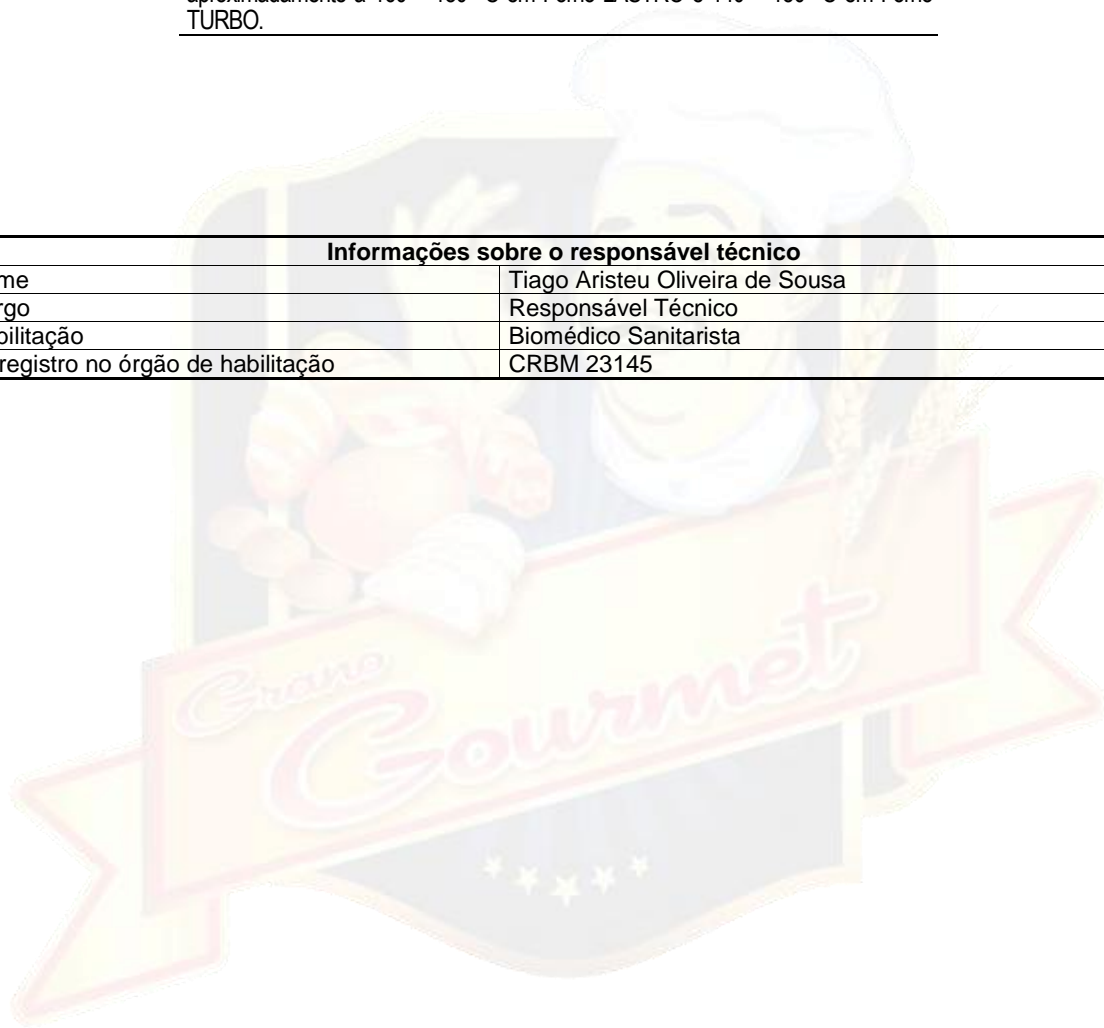 TURBO.
Informações sobre o responsável técnico
me Tiago Aristeu Oliveira de Sousa
rgo Responsável Técnico
bilitação Biomédico Sanitarista
registro no órgão de habilitação CRBM 23145
Grano
Gourmet